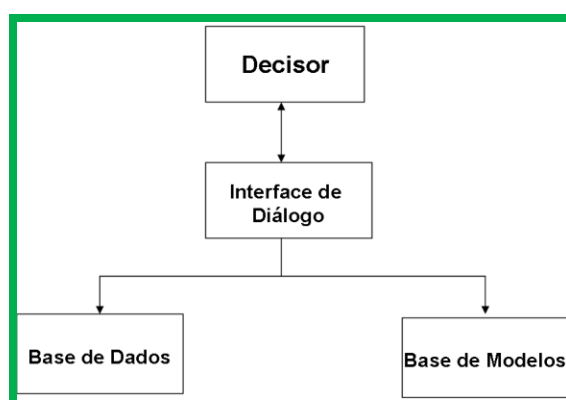 Decisor
Interface de
Diálogo
Base de Dados
Base de Modelos